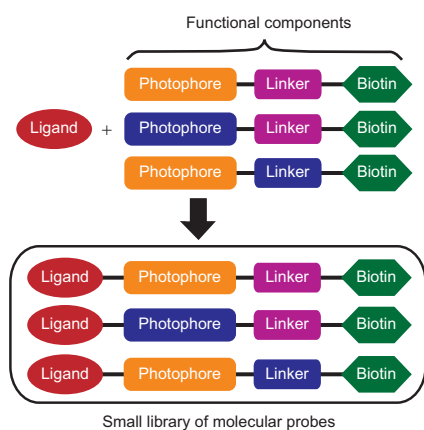 Functional components
Photophore Linker Biotin
Ligand + Photophore Linker Biotin
Photophore Linker Biotin
Ligand Photophore Linker Biotin
Ligand Photophore Linker Biotin
Ligand Photophore Linker Biotin
Small library of molecular probes